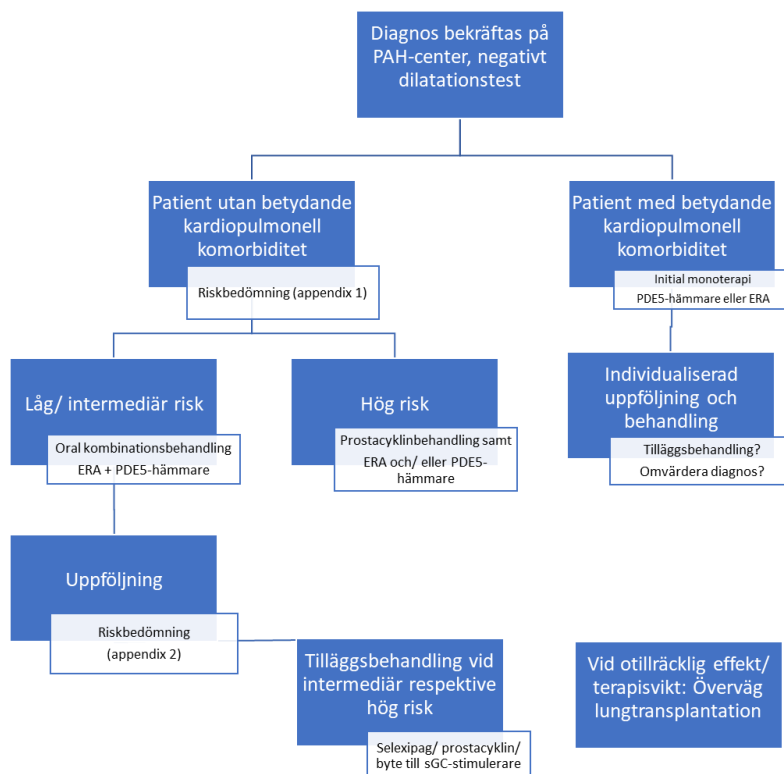 Diagnos bekräftas på
PAH-center, negativt
dilatationstest
Patient utan betydande
kardiopulmonell
komorbiditet
Riskbedömning (appendix 1)
Patient med betydande
kardiopulmonell
komorbiditet
Initial monoterapi
PDE5-hämmare eller ERA
Låg/ intermediär risk
Oral kombinationsbehandling
ERA + PDE5-hämmare
Hög risk
Prostacyklinbehandling samt
ERA och/ eller PDE5-
hämmare
Individualiserad
uppföljning och
behandling
Tilläggsbehandling?
Omvärdera diagnos?
Uppföljning
Riskbedömning
(appendix 2)
Tilläggsbehandling vid
intermediär respektive
hög risk
Selexipag/ prostacyklin/
byte till sGC-stimulerare
Vid otillräcklig effekt/
terapisvikt: Överväg
lungtransplantation